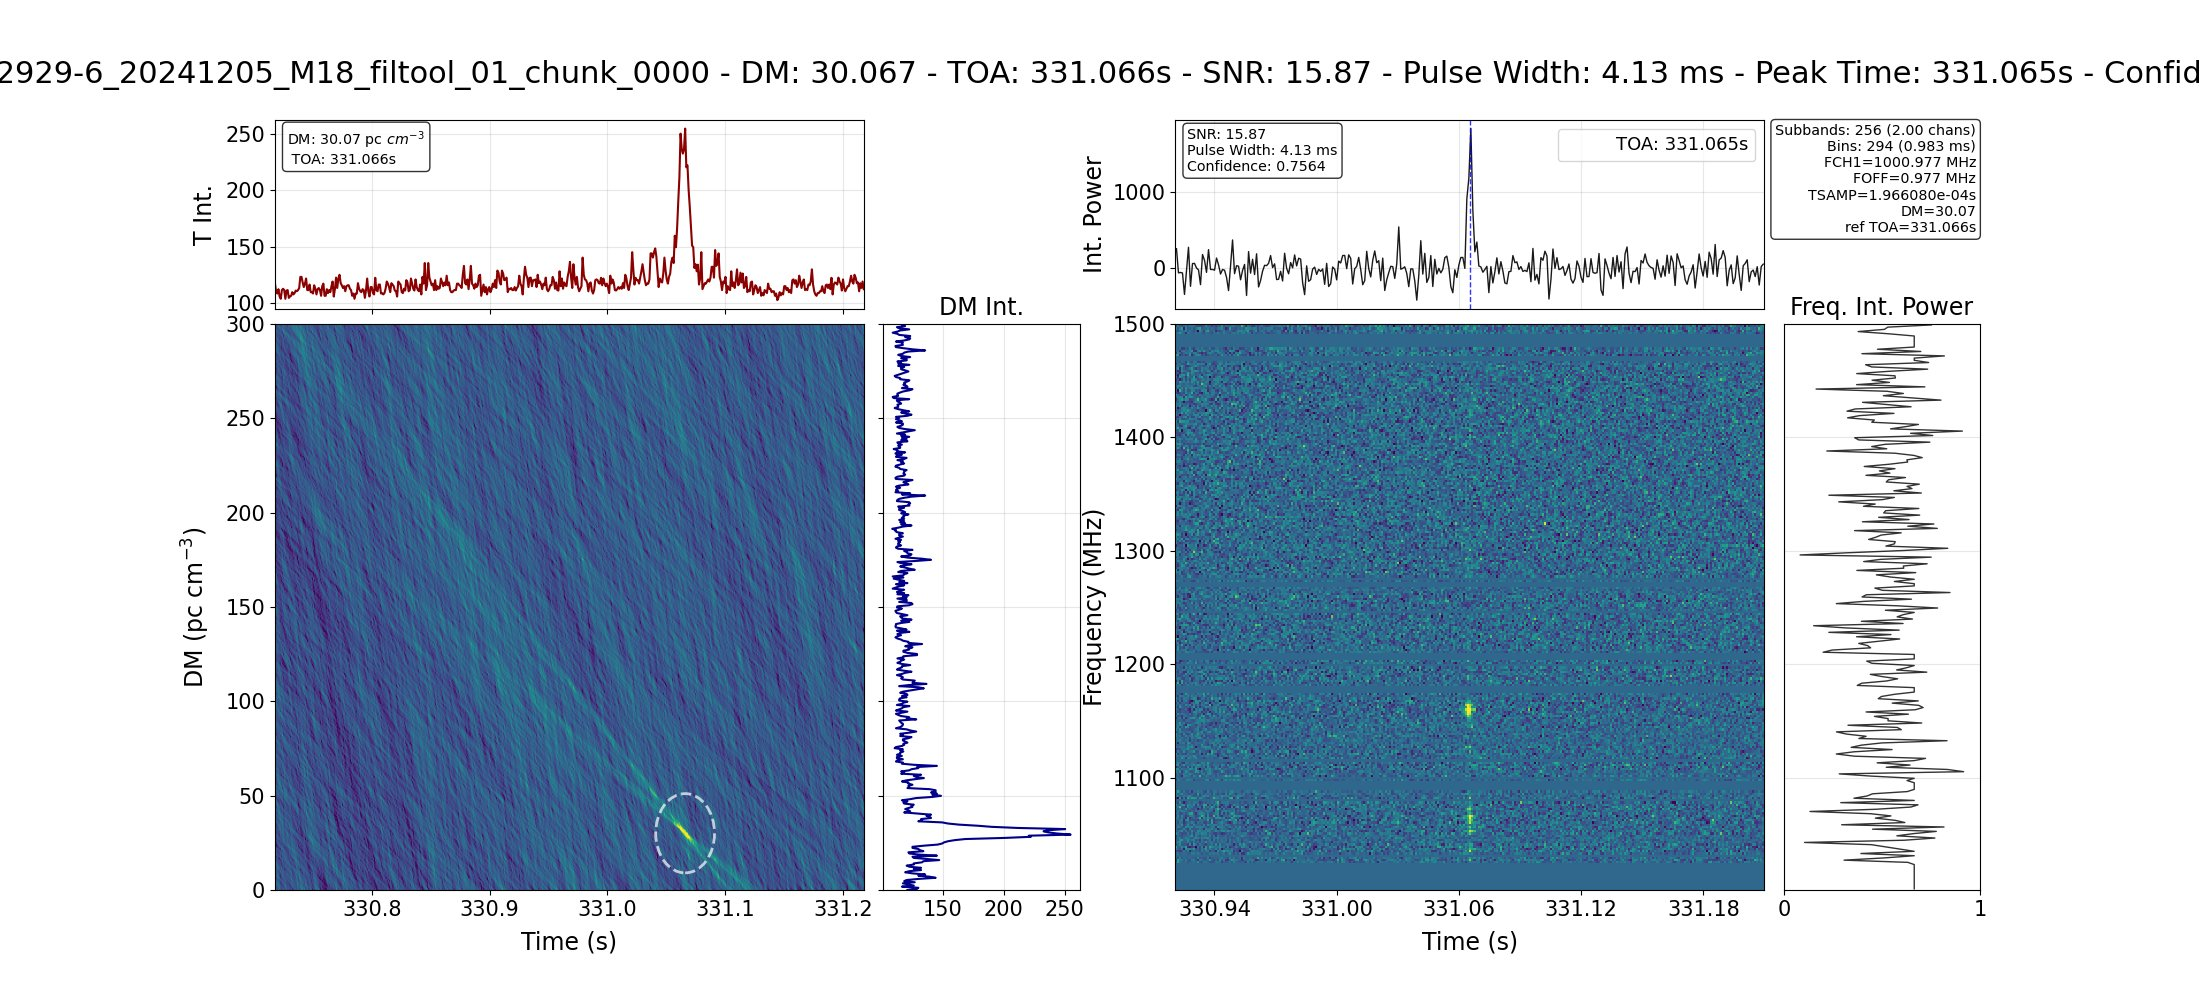 2929-6_20241205_M18_filtool_01_chunk_0000 - DM: 30.067 - TOA: 331.066s - SNR: 15.87 - Pulse Width: 4.13 ms - Peak Time: 331.065s - Confid
T Int.
250
200
150
100
DM: 30.07 pc cm⁻³
TOA: 331.066s
DM (pc cm⁻³)
300
250
200
150
100
50
0
330.8 330.9 331.0 331.1 331.2
Time (s)
DM Int.
150 200 250
Int. Power
1000
0
SNR: 15.87
Pulse Width: 4.13 ms
Confidence: 0.7564
TOA: 331.065s
Subbands: 256 (2.00 chans)
Bins: 294 (0.983 ms)
FCH1=1000.977 MHz
FOFF=0.977 MHz
TSAMP=1.966080e-04s
DM=30.07
ref TOA=331.066s
Frequency (MHz)
1500
1400
1300
1200
1100
330.94 331.00 331.06 331.12 331.18
Time (s)
Freq. Int. Power
0 1